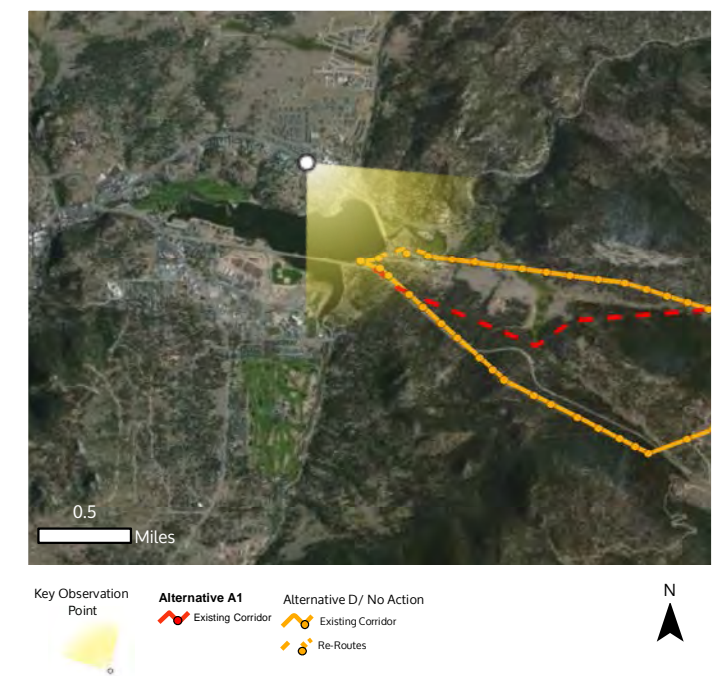 0.5
Miles
Key Observation
Point
Alternative A1
Existing Corridor
Alternative D/ No Action
Existing Corridor
Re-Routes
N